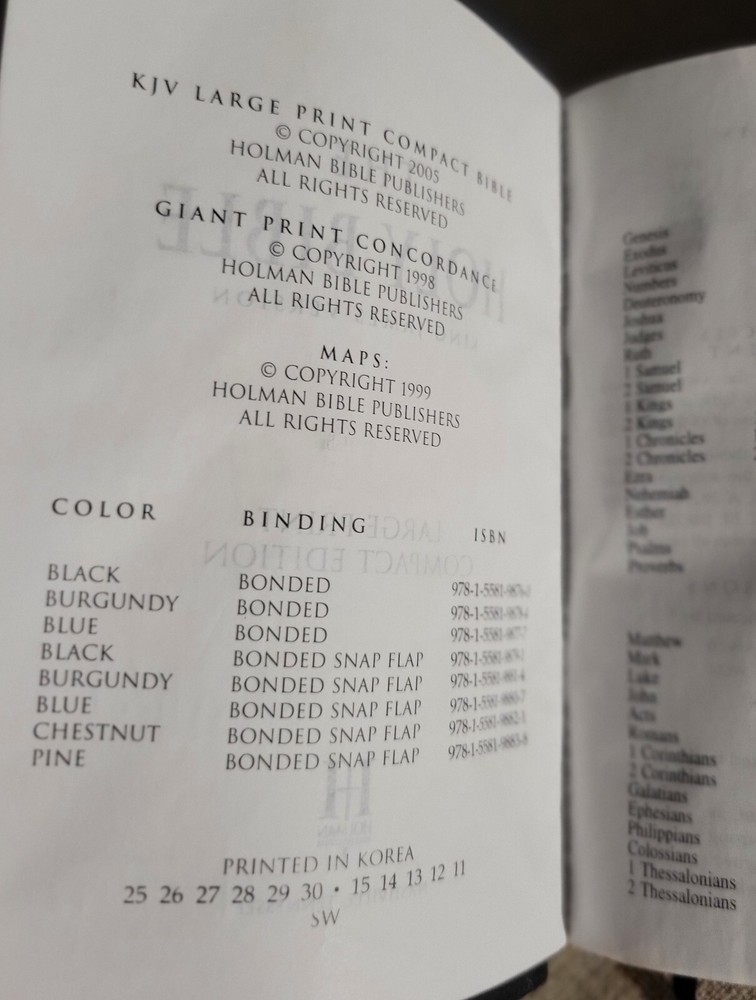 KJV LARGE PRINT COMPACT BIBLE
© COPYRIGHT 2005
HOLMAN BIBLE PUBLISHERS
ALL RIGHTS RESERVED
GIANT PRINT CONCORDANCE
© COPYRIGHT 1998
HOLMAN BIBLE PUBLISHERS
ALL RIGHTS RESERVED
MAPS:
© COPYRIGHT 1999
HOLMAN BIBLE PUBLISHERS
ALL RIGHTS RESERVED
COLOR BINDING ISBN
BLACK BONDED
BURGUNDY BONDED
BLUE BONDED
BLACK BONDED SNAP FLAP
BURGUNDY BONDED SNAP FLAP
BLUE BONDED SNAP FLAP
CHESTNUT BONDED SNAP FLAP
PINE BONDED SNAP FLAP
PRINTED IN KOREA
25 26 27 28 29 30 • 15 14 13 12 11
SW
Genesis
Exodus
Leviticus
Numbers
Deuteronomy
Joshua
Judges
Ruth
1 Samuel
2 Samuel
1 Kings
2 Kings
1 Chronicles
2 Chronicles
Ezra
Nehemiah
Esther
Job
Psalms
Proverbs
Matthew
Mark
Luke
John
Acts
Romans
1 Corinthians
2 Corinthians
Galatians
Ephesians
Philippians
Colossians
1 Thessalonians
2 Thessalonians